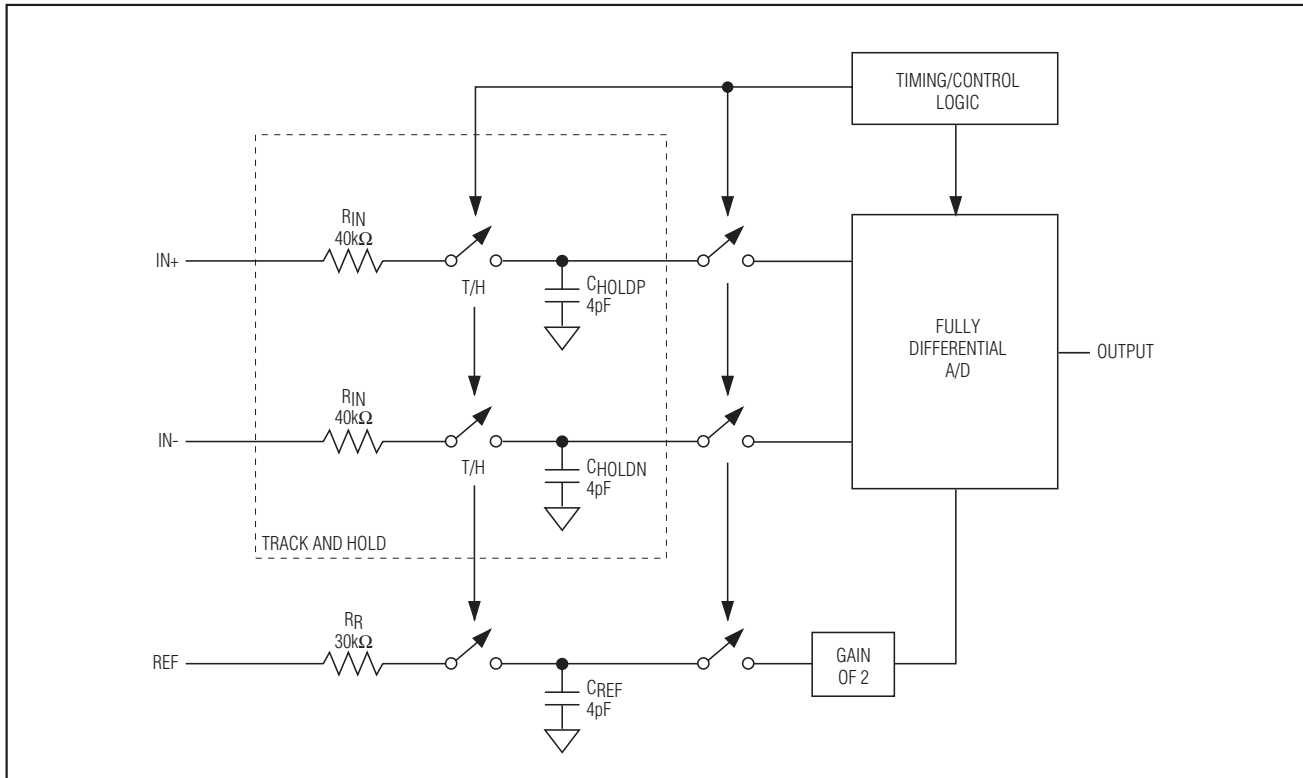 TIMING/CONTROL
LOGIC
RIN
40kΩ
IN+
T/H
CHOLDP
4pF
FULLY
DIFFERENTIAL
A/D
OUTPUT
RIN
40kΩ
IN-
T/H
CHOLDN
4pF
TRACK AND HOLD
RR
30kΩ
REF
CREF
4pF
GAIN
OF 2